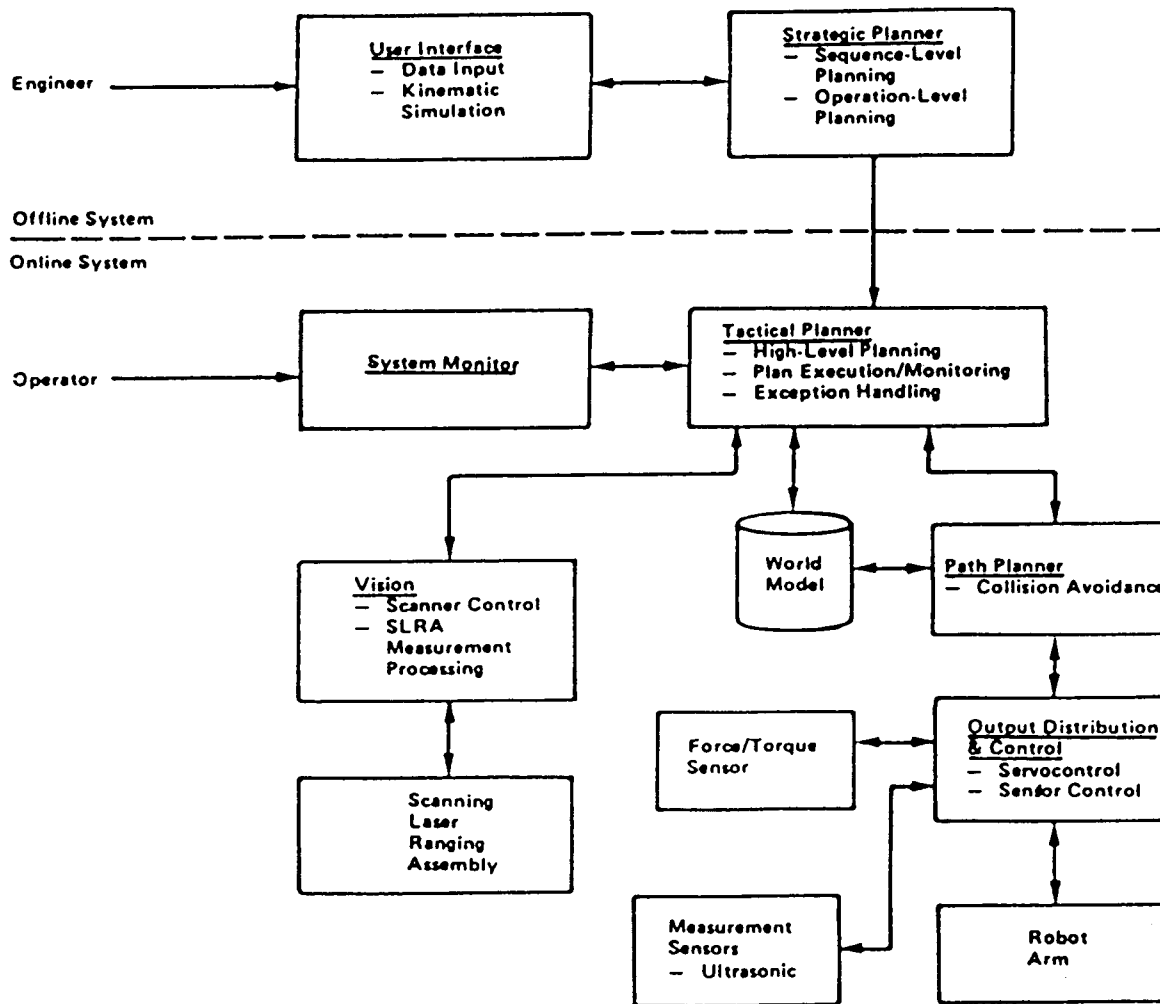 User Interface
– Data Input
– Kinematic
Simulation
Strategic Planner
– Sequence-Level
Planning
– Operation-Level
Planning
Engineer
Offline System
Online System
Operator
System Monitor
Tactical Planner
– High-Level Planning
– Plan Execution/Monitoring
– Exception Handling
Vision
– Scanner Control
– SLRA
Measurement
Processing
World
Model
Path Planner
– Collision Avoidance
Scanning
Laser
Ranging
Assembly
Force/Torque
Sensor
Output Distribution
& Control
– Servocontrol
– Sensor Control
Measurement
Sensors
– Ultrasonic
Robot
Arm